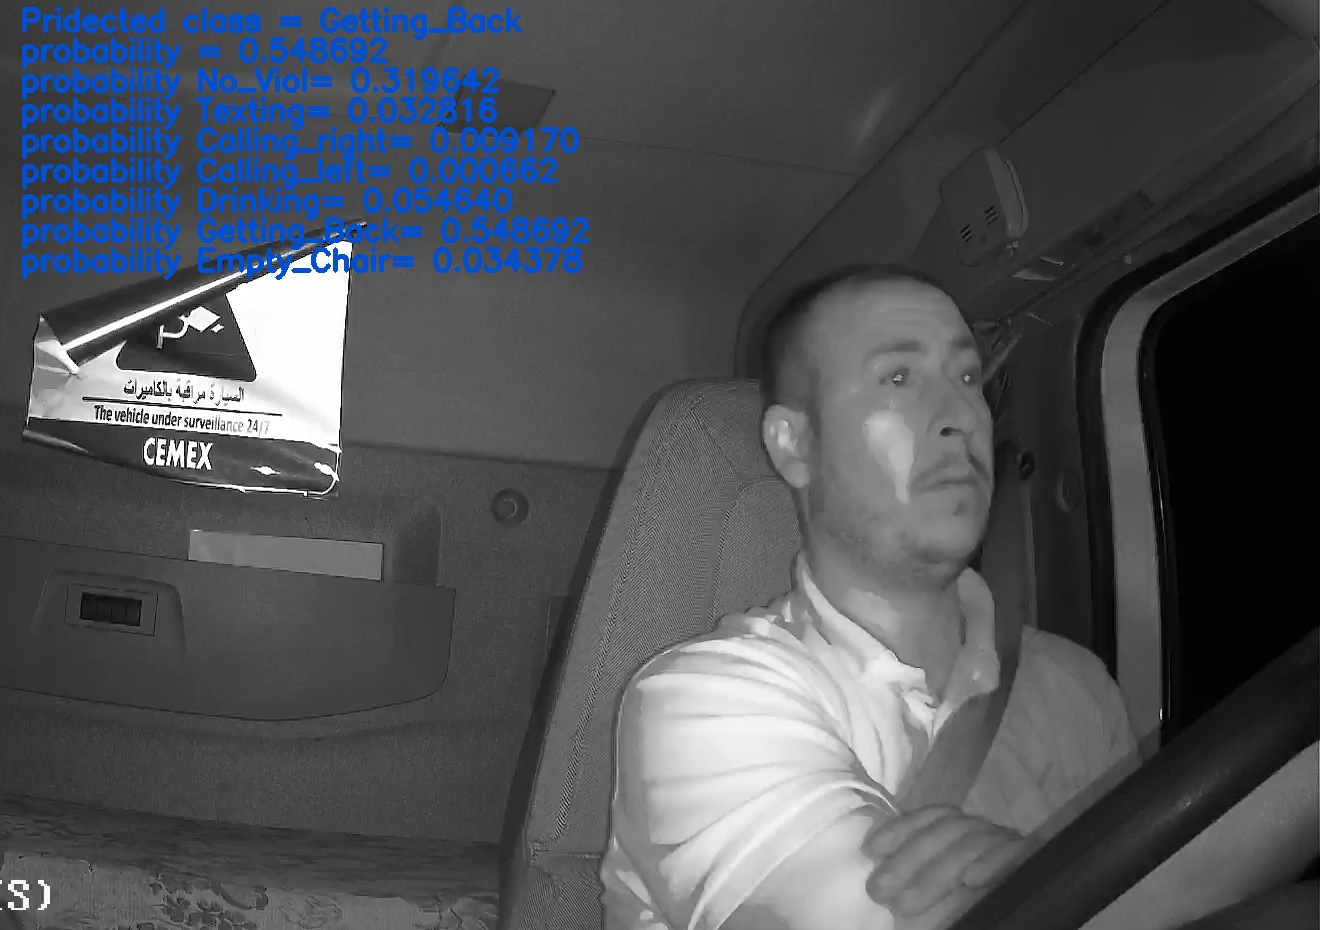 Pridected class = Getting_Back
probability = 0.548692
probability No_Viol= 0.319642
probability Texting= 0.032816
probability Calling_right= 0.009170
probability Calling_left= 0.000662
probability Drinking= 0.054640
probability Getting_Back= 0.548692
probability Empty_Chair= 0.034378
السيارة مراقبة بالكاميرات
The vehicle under surveillance 24/7
CEMEX
S)